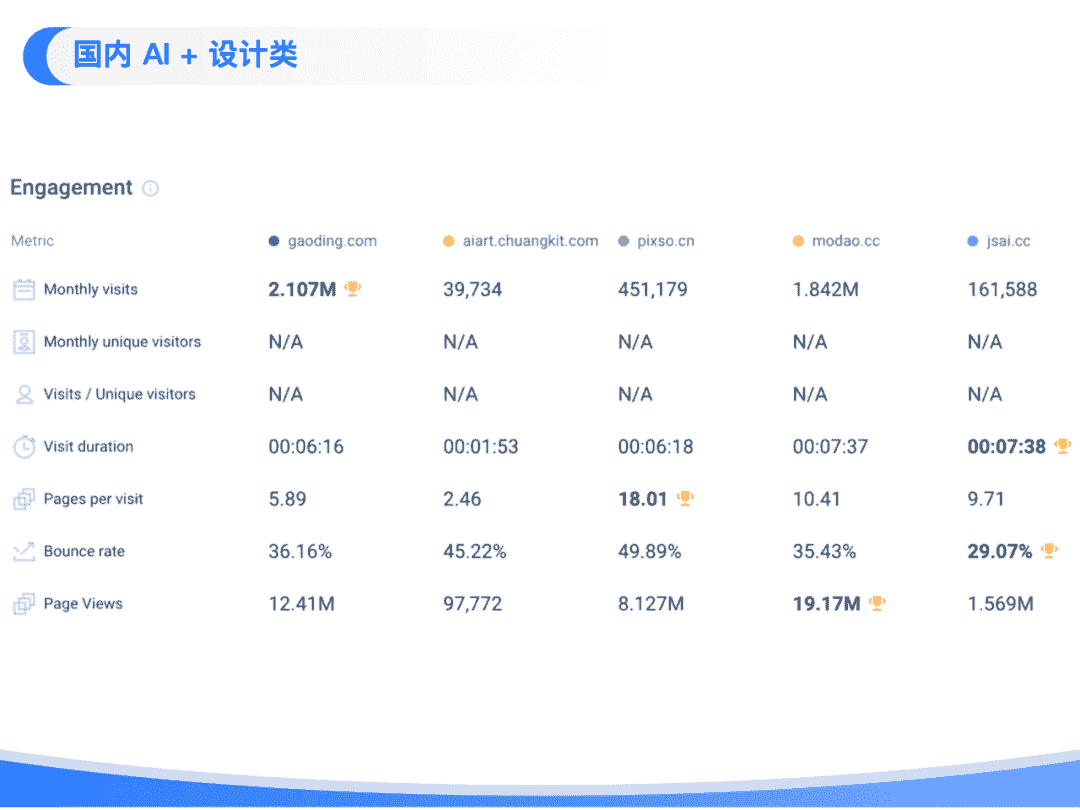 国内 AI + 设计类
Engagement
Metric gaoding.com aiart.chuangkit.com pixso.cn modao.cc jsai.cc
Monthly visits 2.107M 39,734 451,179 1.842M 161,588
Monthly unique visitors N/A N/A N/A N/A N/A
Visits / Unique visitors N/A N/A N/A N/A N/A
Visit duration 00:06:16 00:01:53 00:06:18 00:07:37 00:07:38
Pages per visit 5.89 2.46 18.01 10.41 9.71
Bounce rate 36.16% 45.22% 49.89% 35.43% 29.07%
Page Views 12.41M 97,772 8.127M 19.17M 1.569M